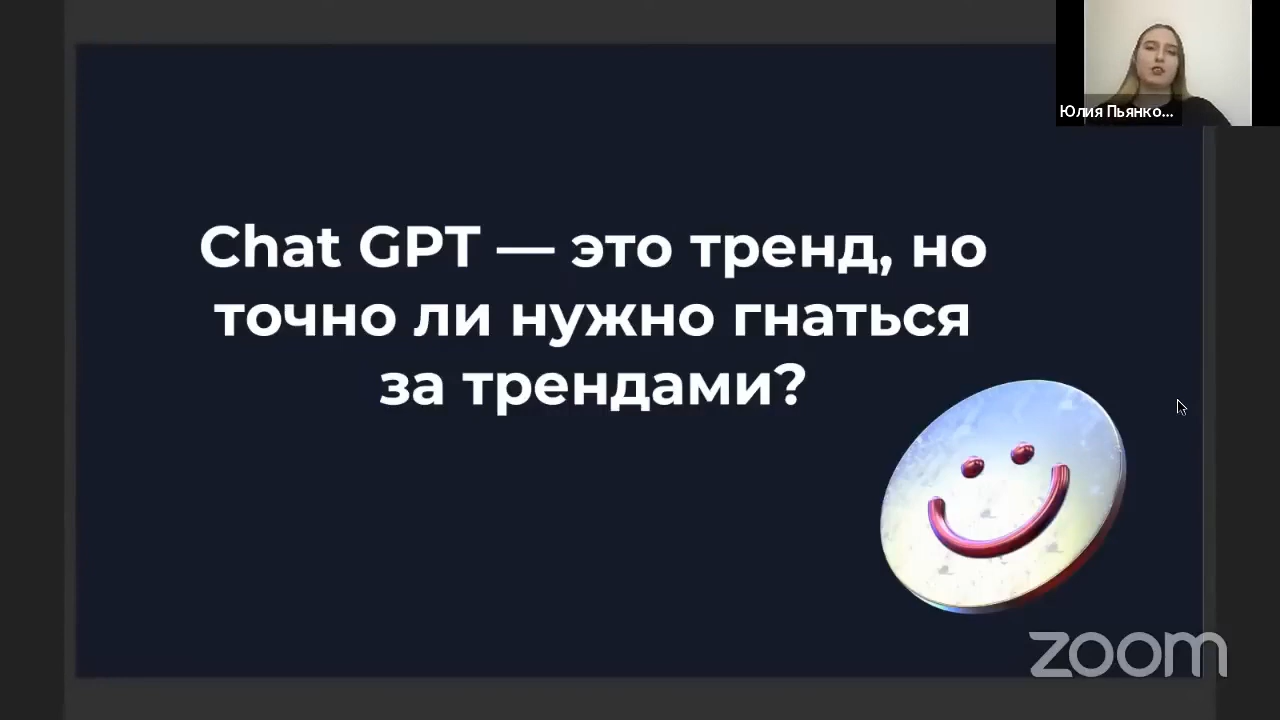 Юлия Пьянко...
Chat GPT — это тренд, но
точно ли нужно гнаться
за трендами?
zoom